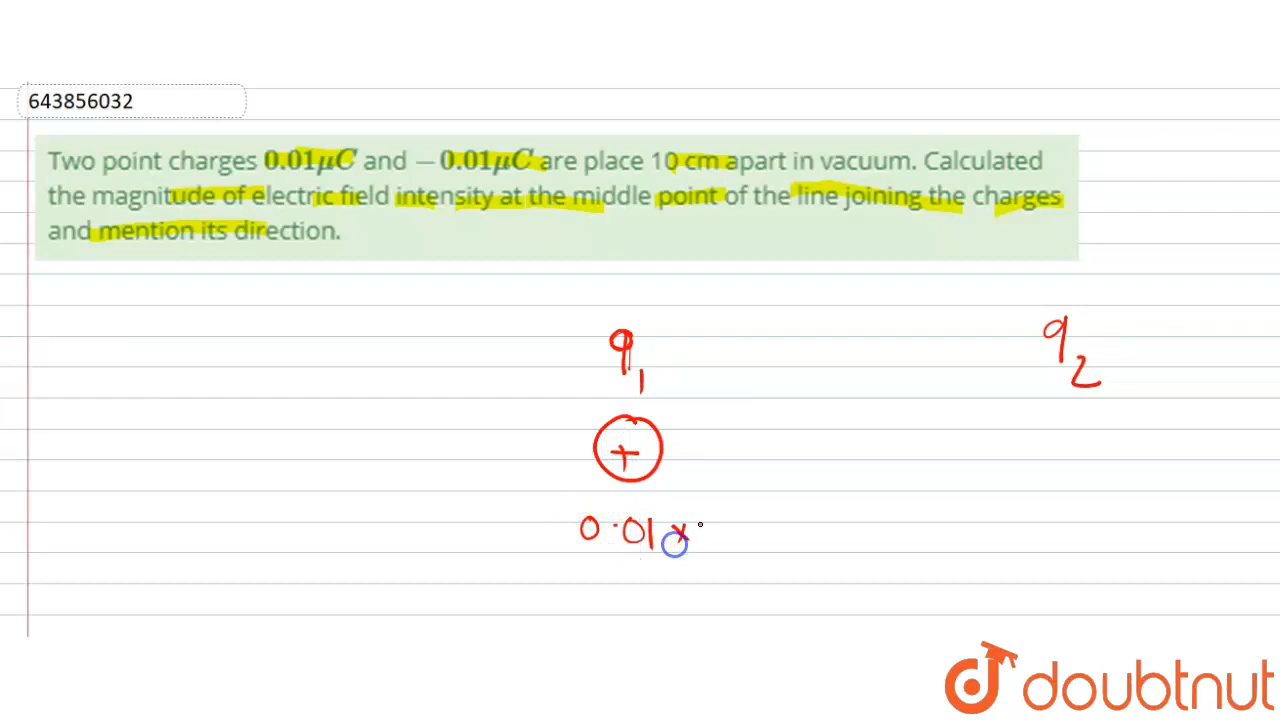 643856032
Two point charges 0.01μC and −0.01μC are place 10 cm apart in vacuum. Calculated
the magnitude of electric field intensity at the middle point of the line joining the charges
and mention its direction.
q1 q2
+
0.01 x
doubtnut